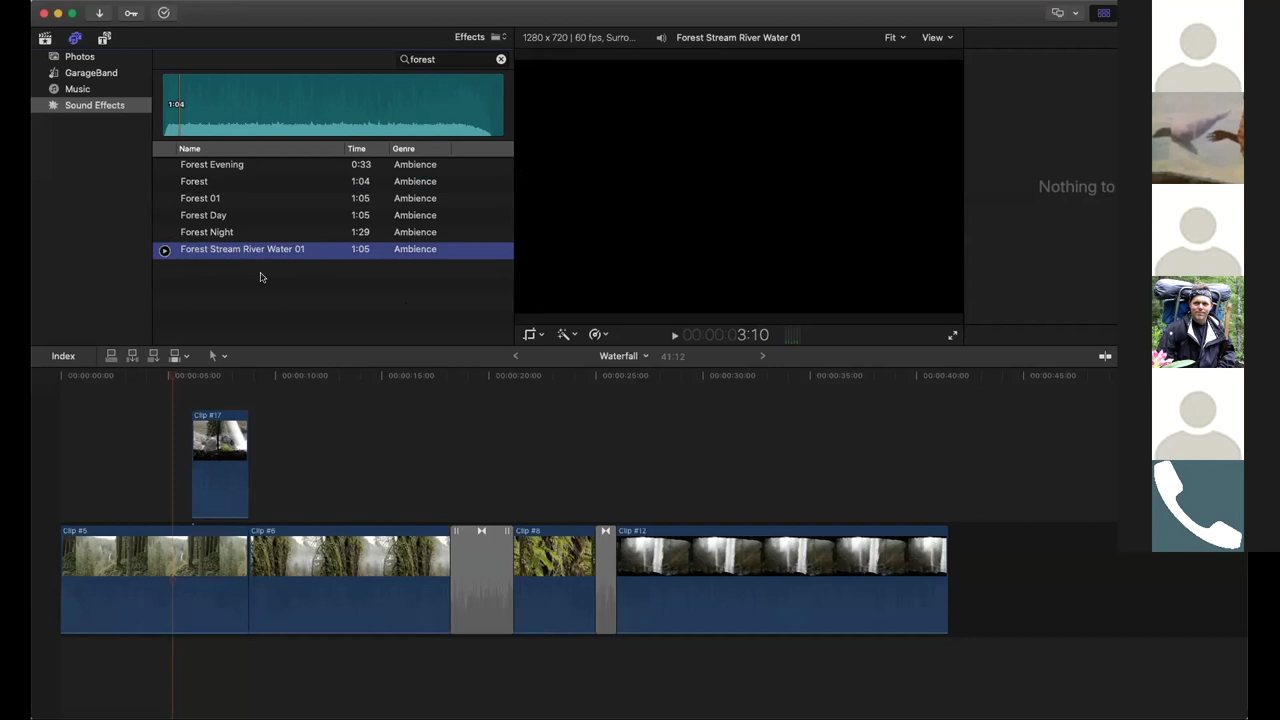 Effects
1280 x 720 | 60 fps, Surro...
Forest Stream River Water 01
Fit
View
Photos
GarageBand
Music
Sound Effects
forest
1:04
Name Time Genre
Forest Evening 0:33 Ambience
Forest 1:04 Ambience
Forest 01 1:05 Ambience
Forest Day 1:05 Ambience
Forest Night 1:29 Ambience
Forest Stream River Water 01 1:05 Ambience
Nothing to
00:00:03:10
Index
Waterfall
41:12
00:00:00:00 00:00:05:00 00:00:10:00 00:00:15:00 00:00:20:00 00:00:25:00 00:00:30:00 00:00:35:00 00:00:40:00 00:00:45:00
Clip #17
Clip #5 Clip #6 Clip #8 Clip #12